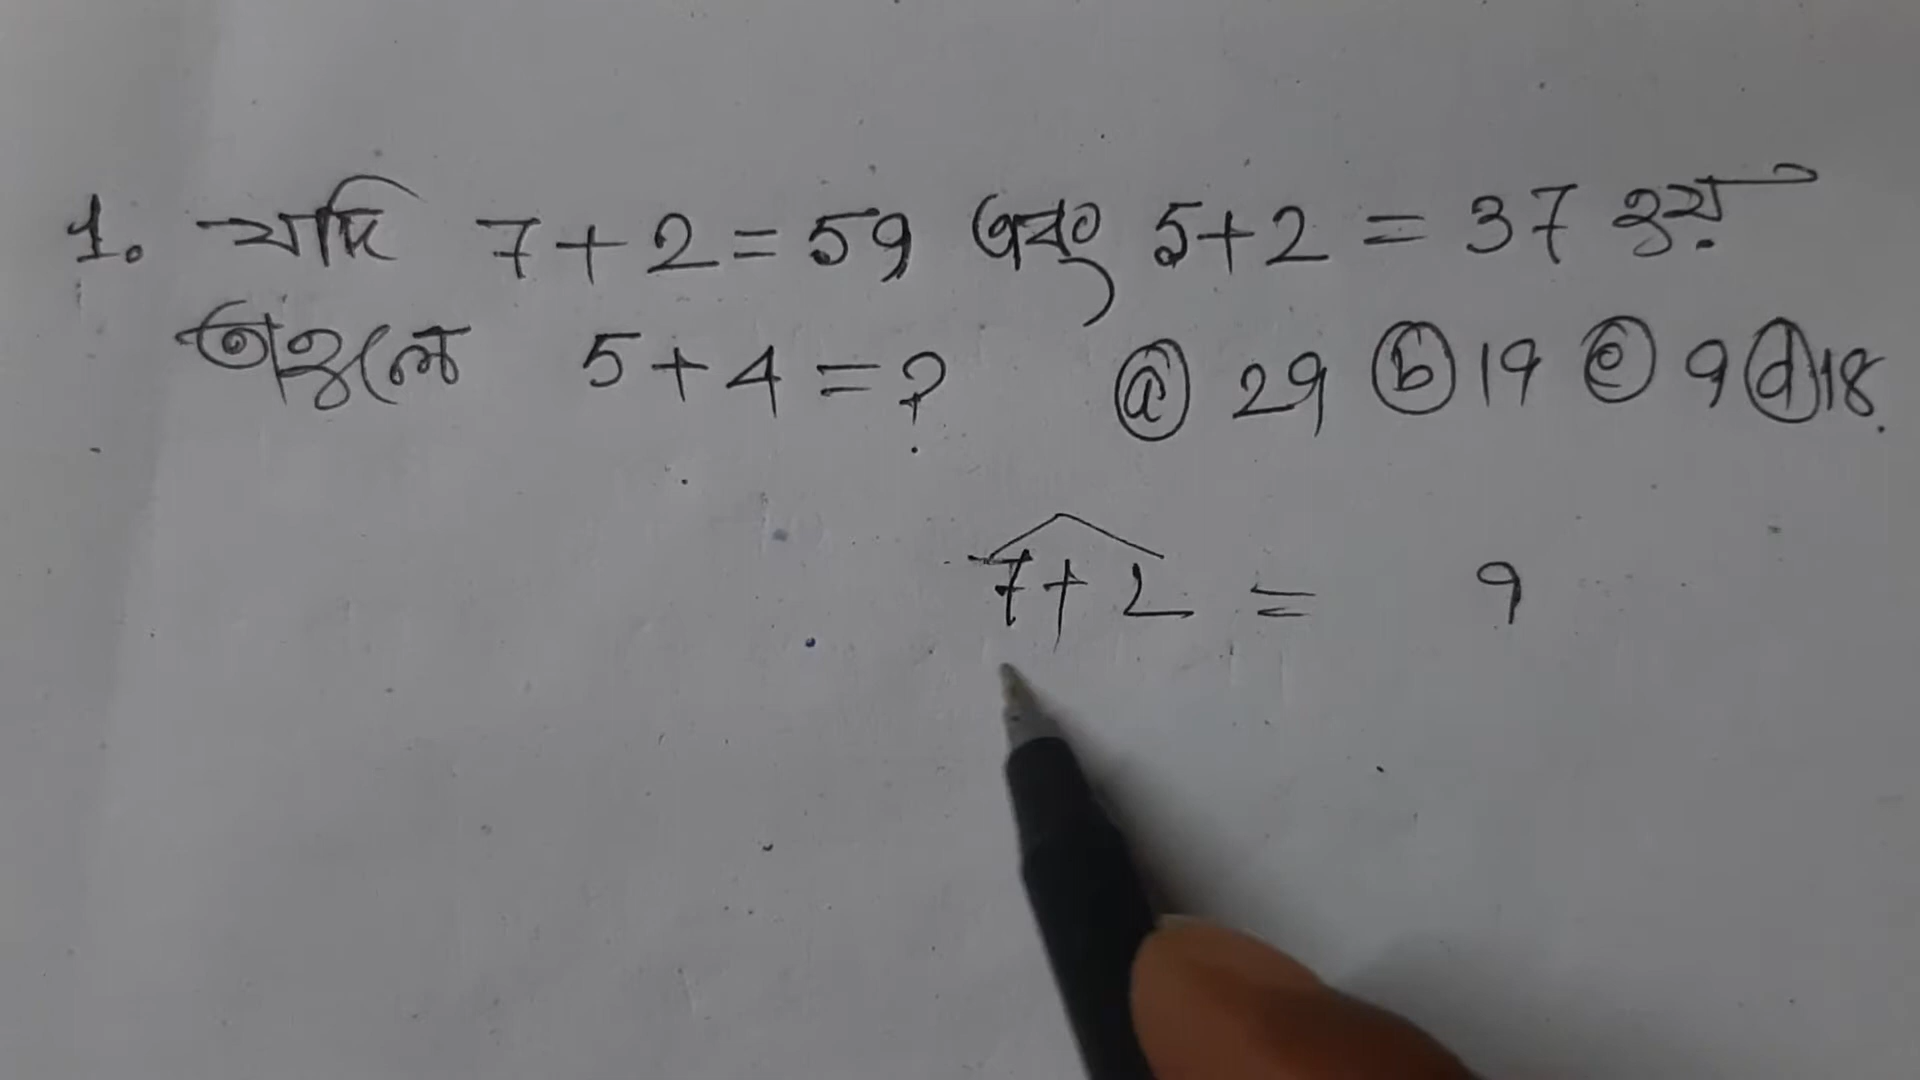 1. যদি 7+2=59 এবং 5+2 = 37 হয়
তাহলে 5+4=? ⓐ 29 ⓑ 19 ⓒ 9 ⓓ 18.
7+2 = 9